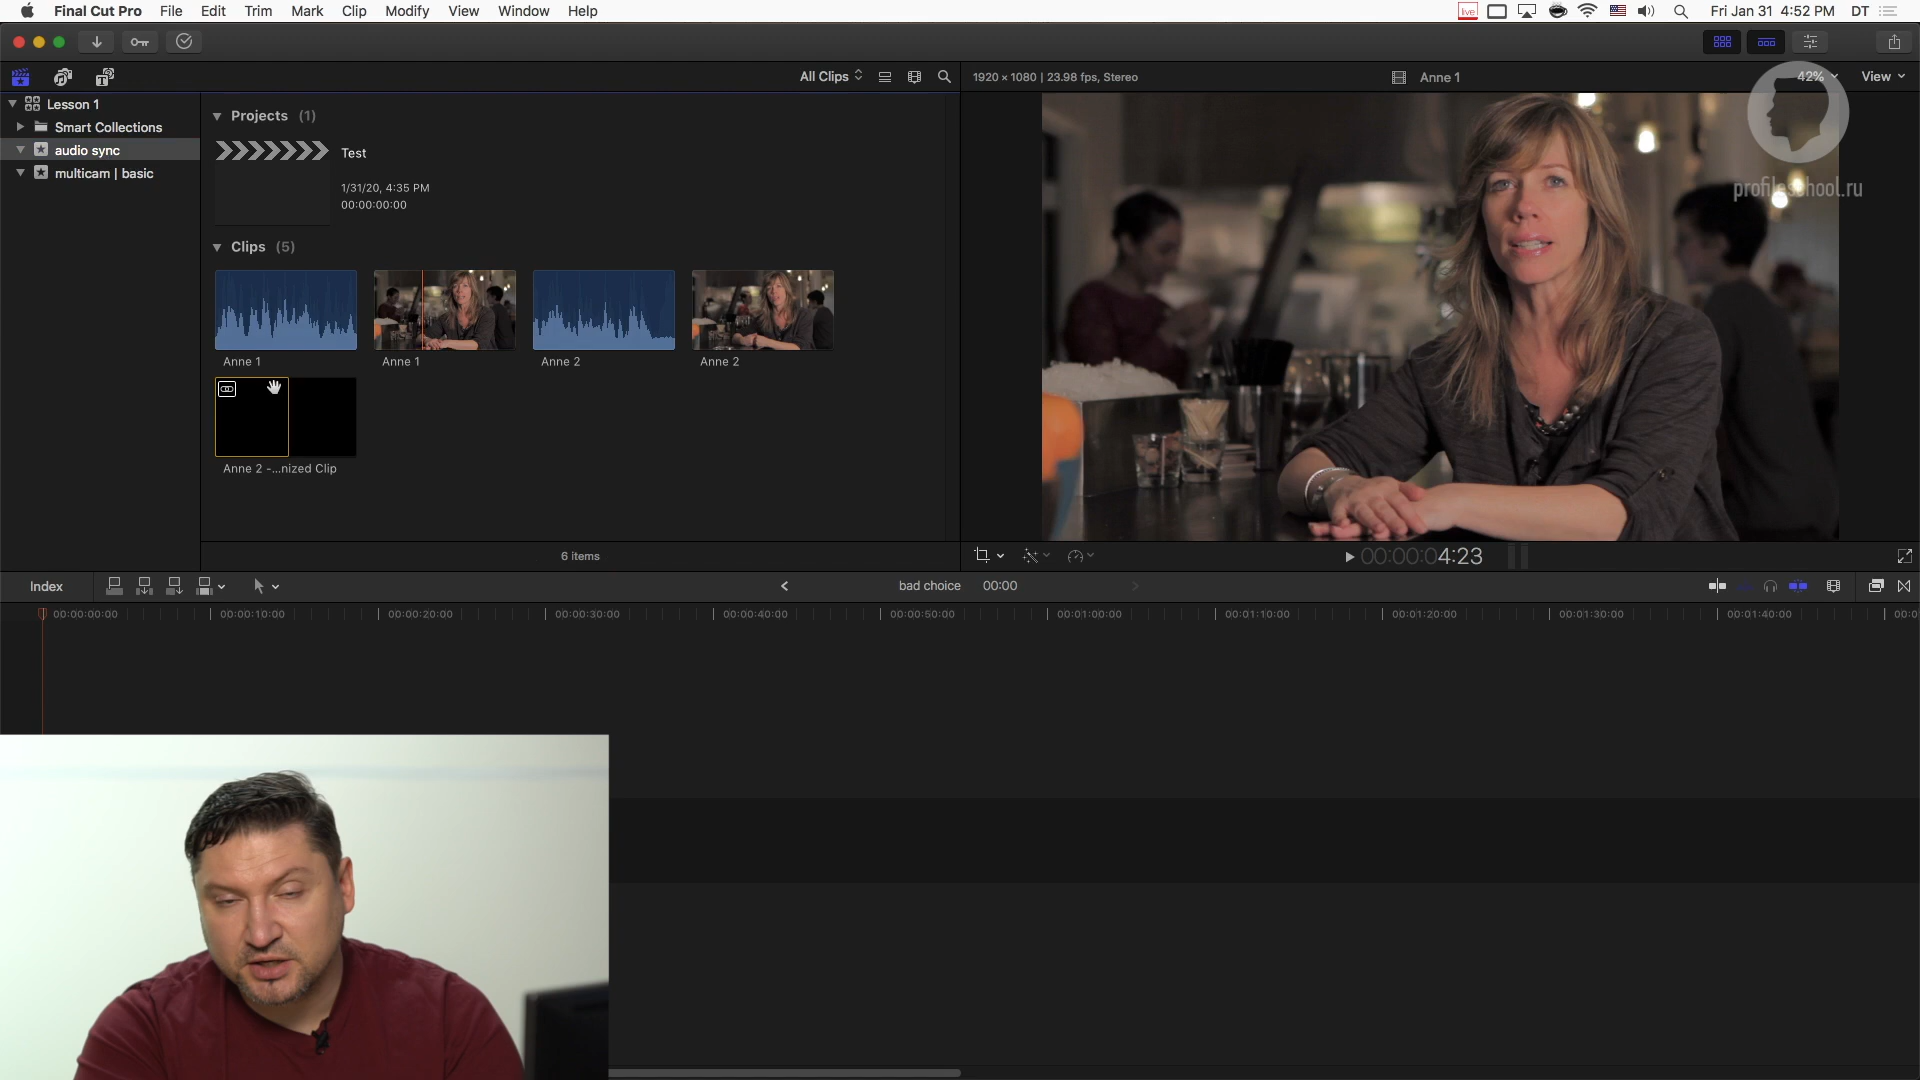 Final Cut Pro File Edit Trim Mark Clip Modify View Window Help
live Fri Jan 31 4:52 PM DT
All Clips
1920 × 1080 | 23.98 fps, Stereo
Anne 1
42%
View
Lesson 1
Smart Collections
audio sync
multicam | basic
Projects (1)
Test
1/31/20, 4:35 PM
00:00:00:00
Clips (5)
Anne 1
Anne 1
Anne 2
Anne 2
Anne 2 -...nized Clip
6 items
profileschool.ru
00:00:04:23
Index
bad choice 00:00
00:00:00:00 00:00:10:00 00:00:20:00 00:00:30:00 00:00:40:00 00:00:50:00 00:01:00:00 00:01:10:00 00:01:20:00 00:01:30:00 00:01:40:00